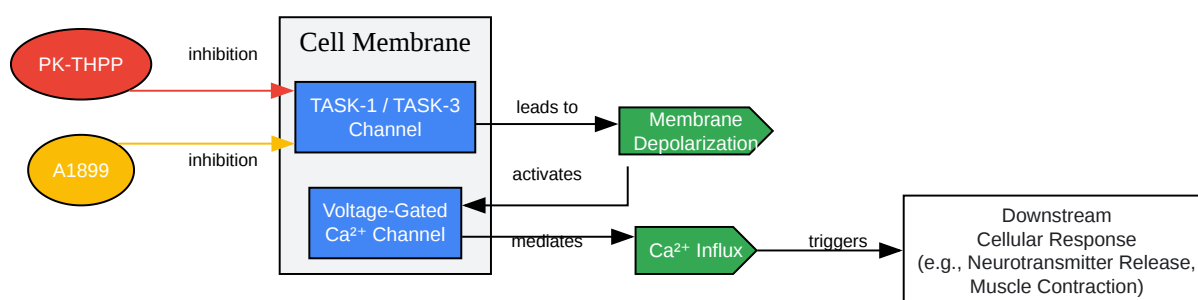 Cell Membrane
PK-THPP
inhibition
TASK-1 / TASK-3
Channel
leads to
Membrane
Depolarization
A1899
inhibition
activates
Voltage-Gated
Ca²⁺ Channel
mediates
Ca²⁺ Influx
triggers
Downstream
Cellular Response
(e.g., Neurotransmitter Release,
Muscle Contraction)